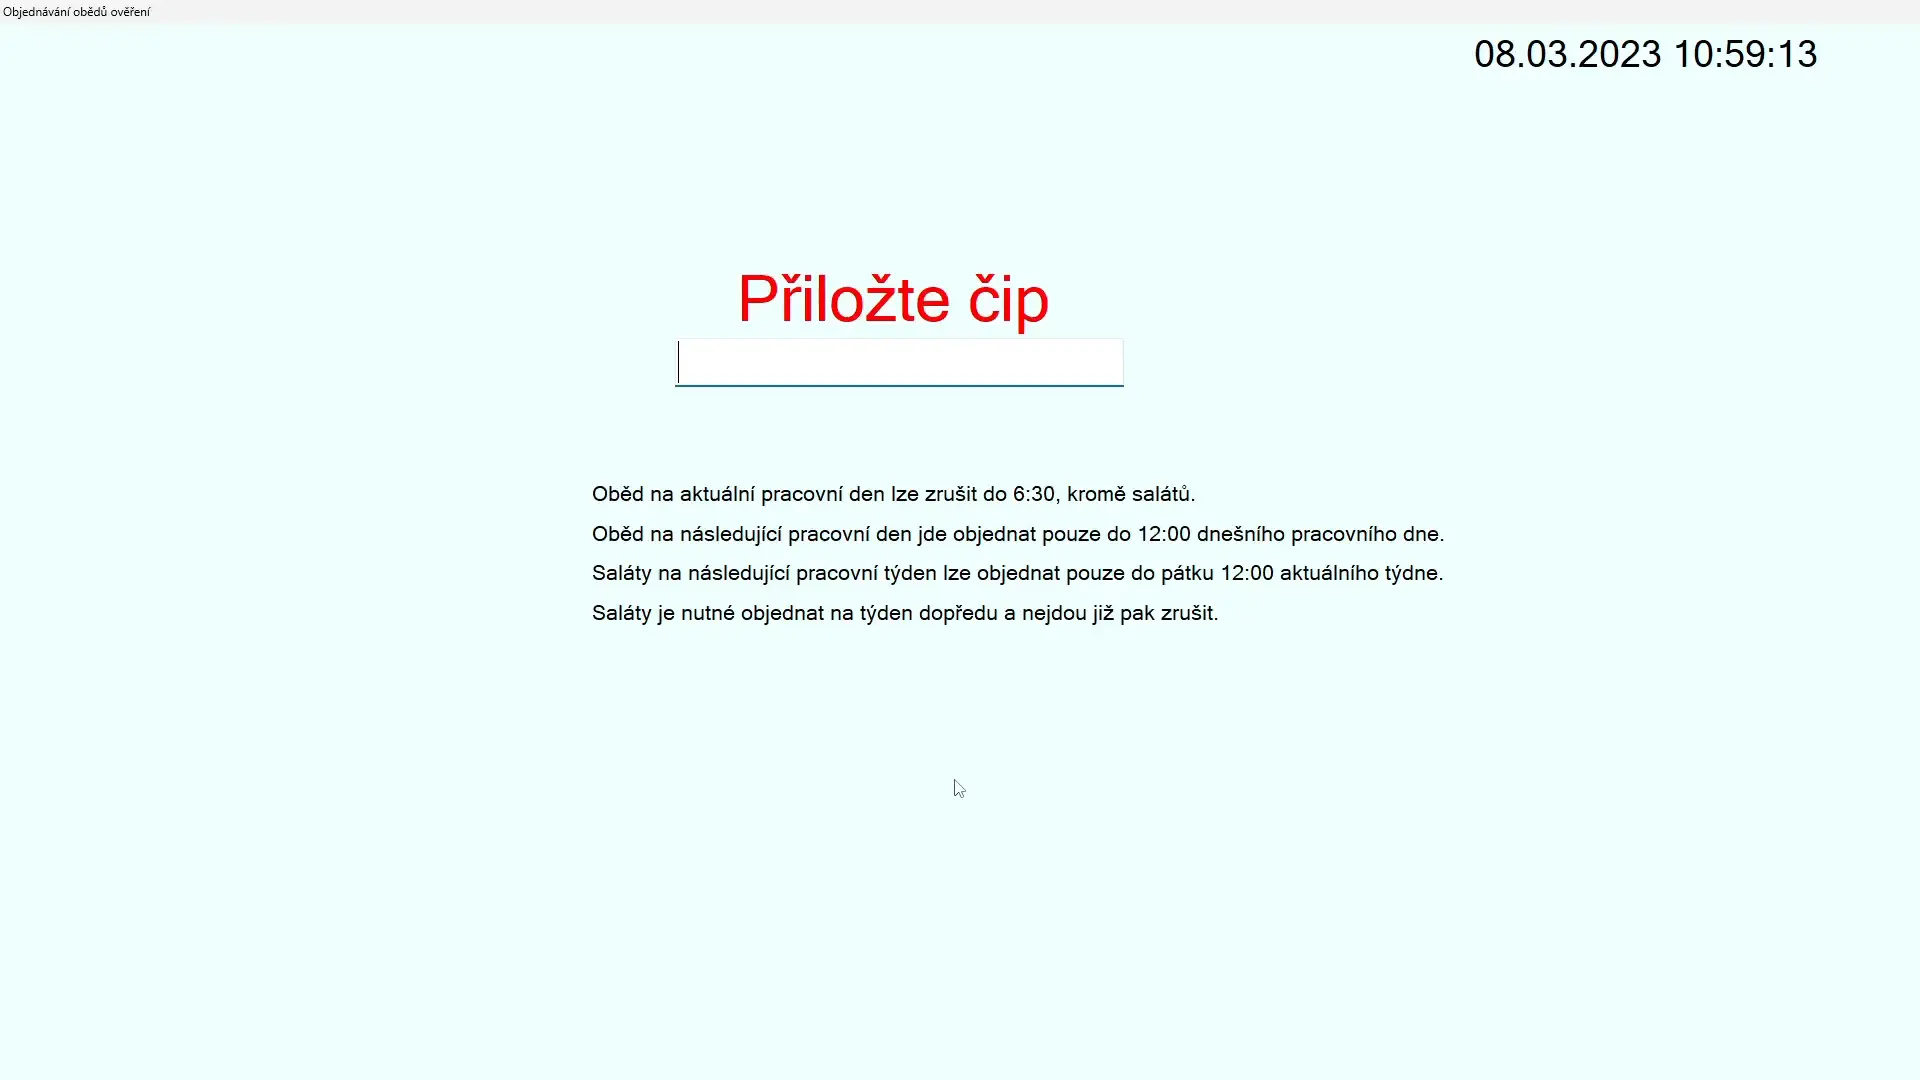 Objednávání obědů ověření
08.03.2023 10:59:13
Přiložte čip
Oběd na aktuální pracovní den lze zrušit do 6:30, kromě salátů.
Oběd na následující pracovní den jde objednat pouze do 12:00 dnešního pracovního dne.
Saláty na následující pracovní týden lze objednat pouze do pátku 12:00 aktuálního týdne.
Saláty je nutné objednat na týden dopředu a nejdou již pak zrušit.